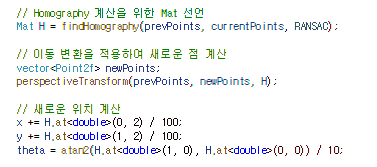 // Homography 계산을 위한 Mat 선언
Mat H = findHomography(prevPoints, currentPoints, RANSAC);
// 이동 변환을 적용하여 새로운 점 계산
vector<Point2f> newPoints;
perspectiveTransform(prevPoints, newPoints, H);
// 새로운 위치 계산
x += H.at<double>(0, 2) / 100;
y += H.at<double>(1, 2) / 100;
theta = atan2(H.at<double>(1, 0), H.at<double>(0, 0)) / 10;